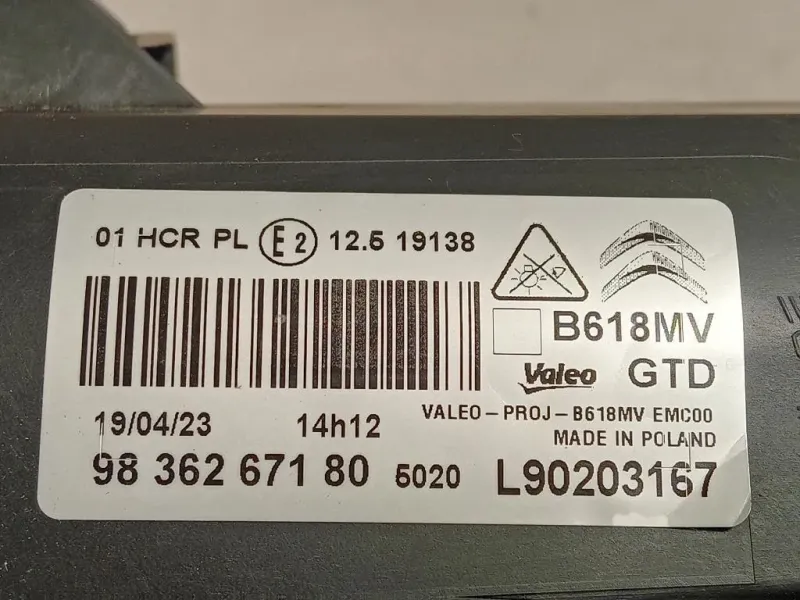 01 HCR PL E2 12.5 19138
B618MV
Valeo GTD
19/04/23 14h12 VALEO-PROJ-B618MV EMC00
MADE IN POLAND
98 362 671 80 5020 L90203167